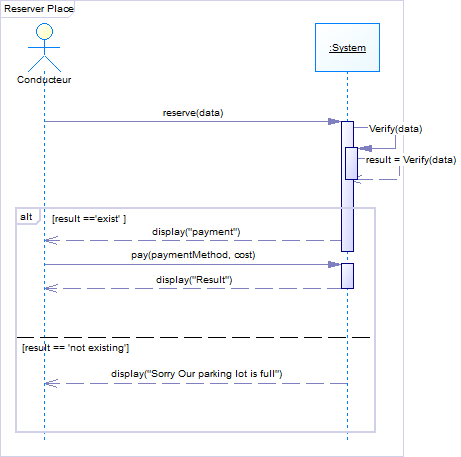 Reserver Place
:System
Conducteur
reserve(data)
Verify(data)
result = Verify(data)
alt
[result =='exist' ]
display("payment")
pay(paymentMethod, cost)
display("Result")
[result == 'not existing']
display("Sorry Our parking lot is full")